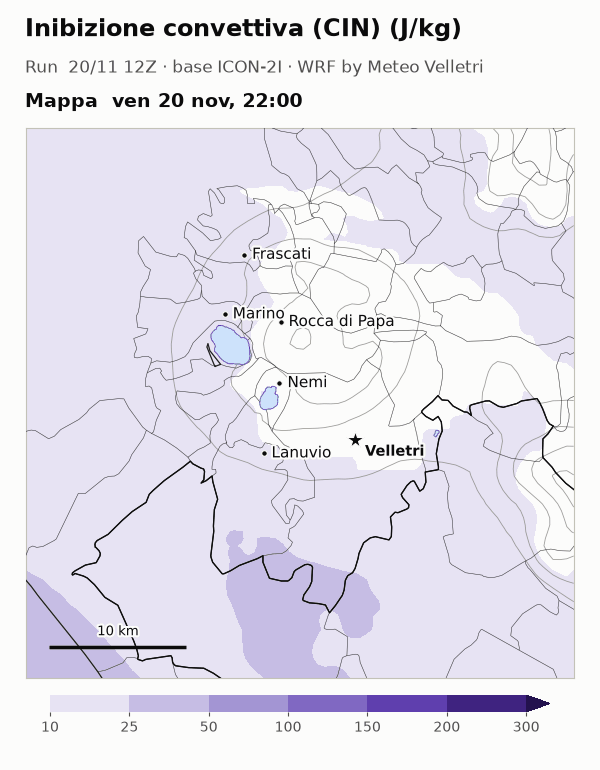 Inibizione convettiva (CIN) (J/kg)
Run  20/11 12Z · base ICON-2I · WRF by Meteo Velletri
Mappa  ven 20 nov, 22:00
Frascati
Marino
Rocca di Papa
Nemi
Velletri
Lanuvio
10 km
10 25 50 100 150 200 300